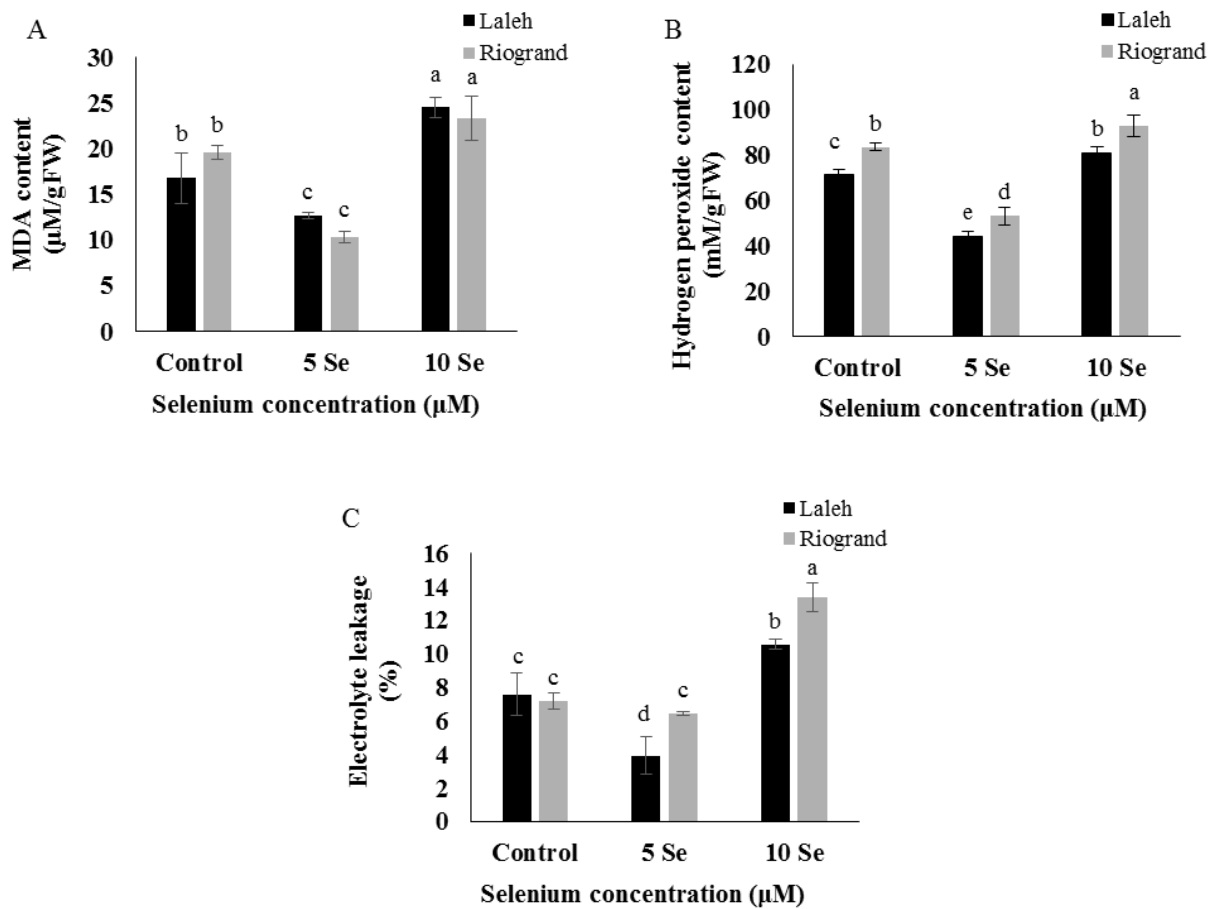 A
Laleh
Riogrand
MDA content
(µM/gFW)
30
25
20
15
10
5
0
b b
c c
a a
Control 5 Se 10 Se
Selenium concentration (µM)
B
Laleh
Riogrand
Hydrogen peroxide content
(mM/gFW)
120
100
80
60
40
20
0
c b
e d
b a
Control 5 Se 10 Se
Selenium concentration (µM)
C
Laleh
Riogrand
Electrolyte leakage
(%)
16
14
12
10
8
6
4
2
0
c c
d c
b a
Control 5 Se 10 Se
Selenium concentration (µM)